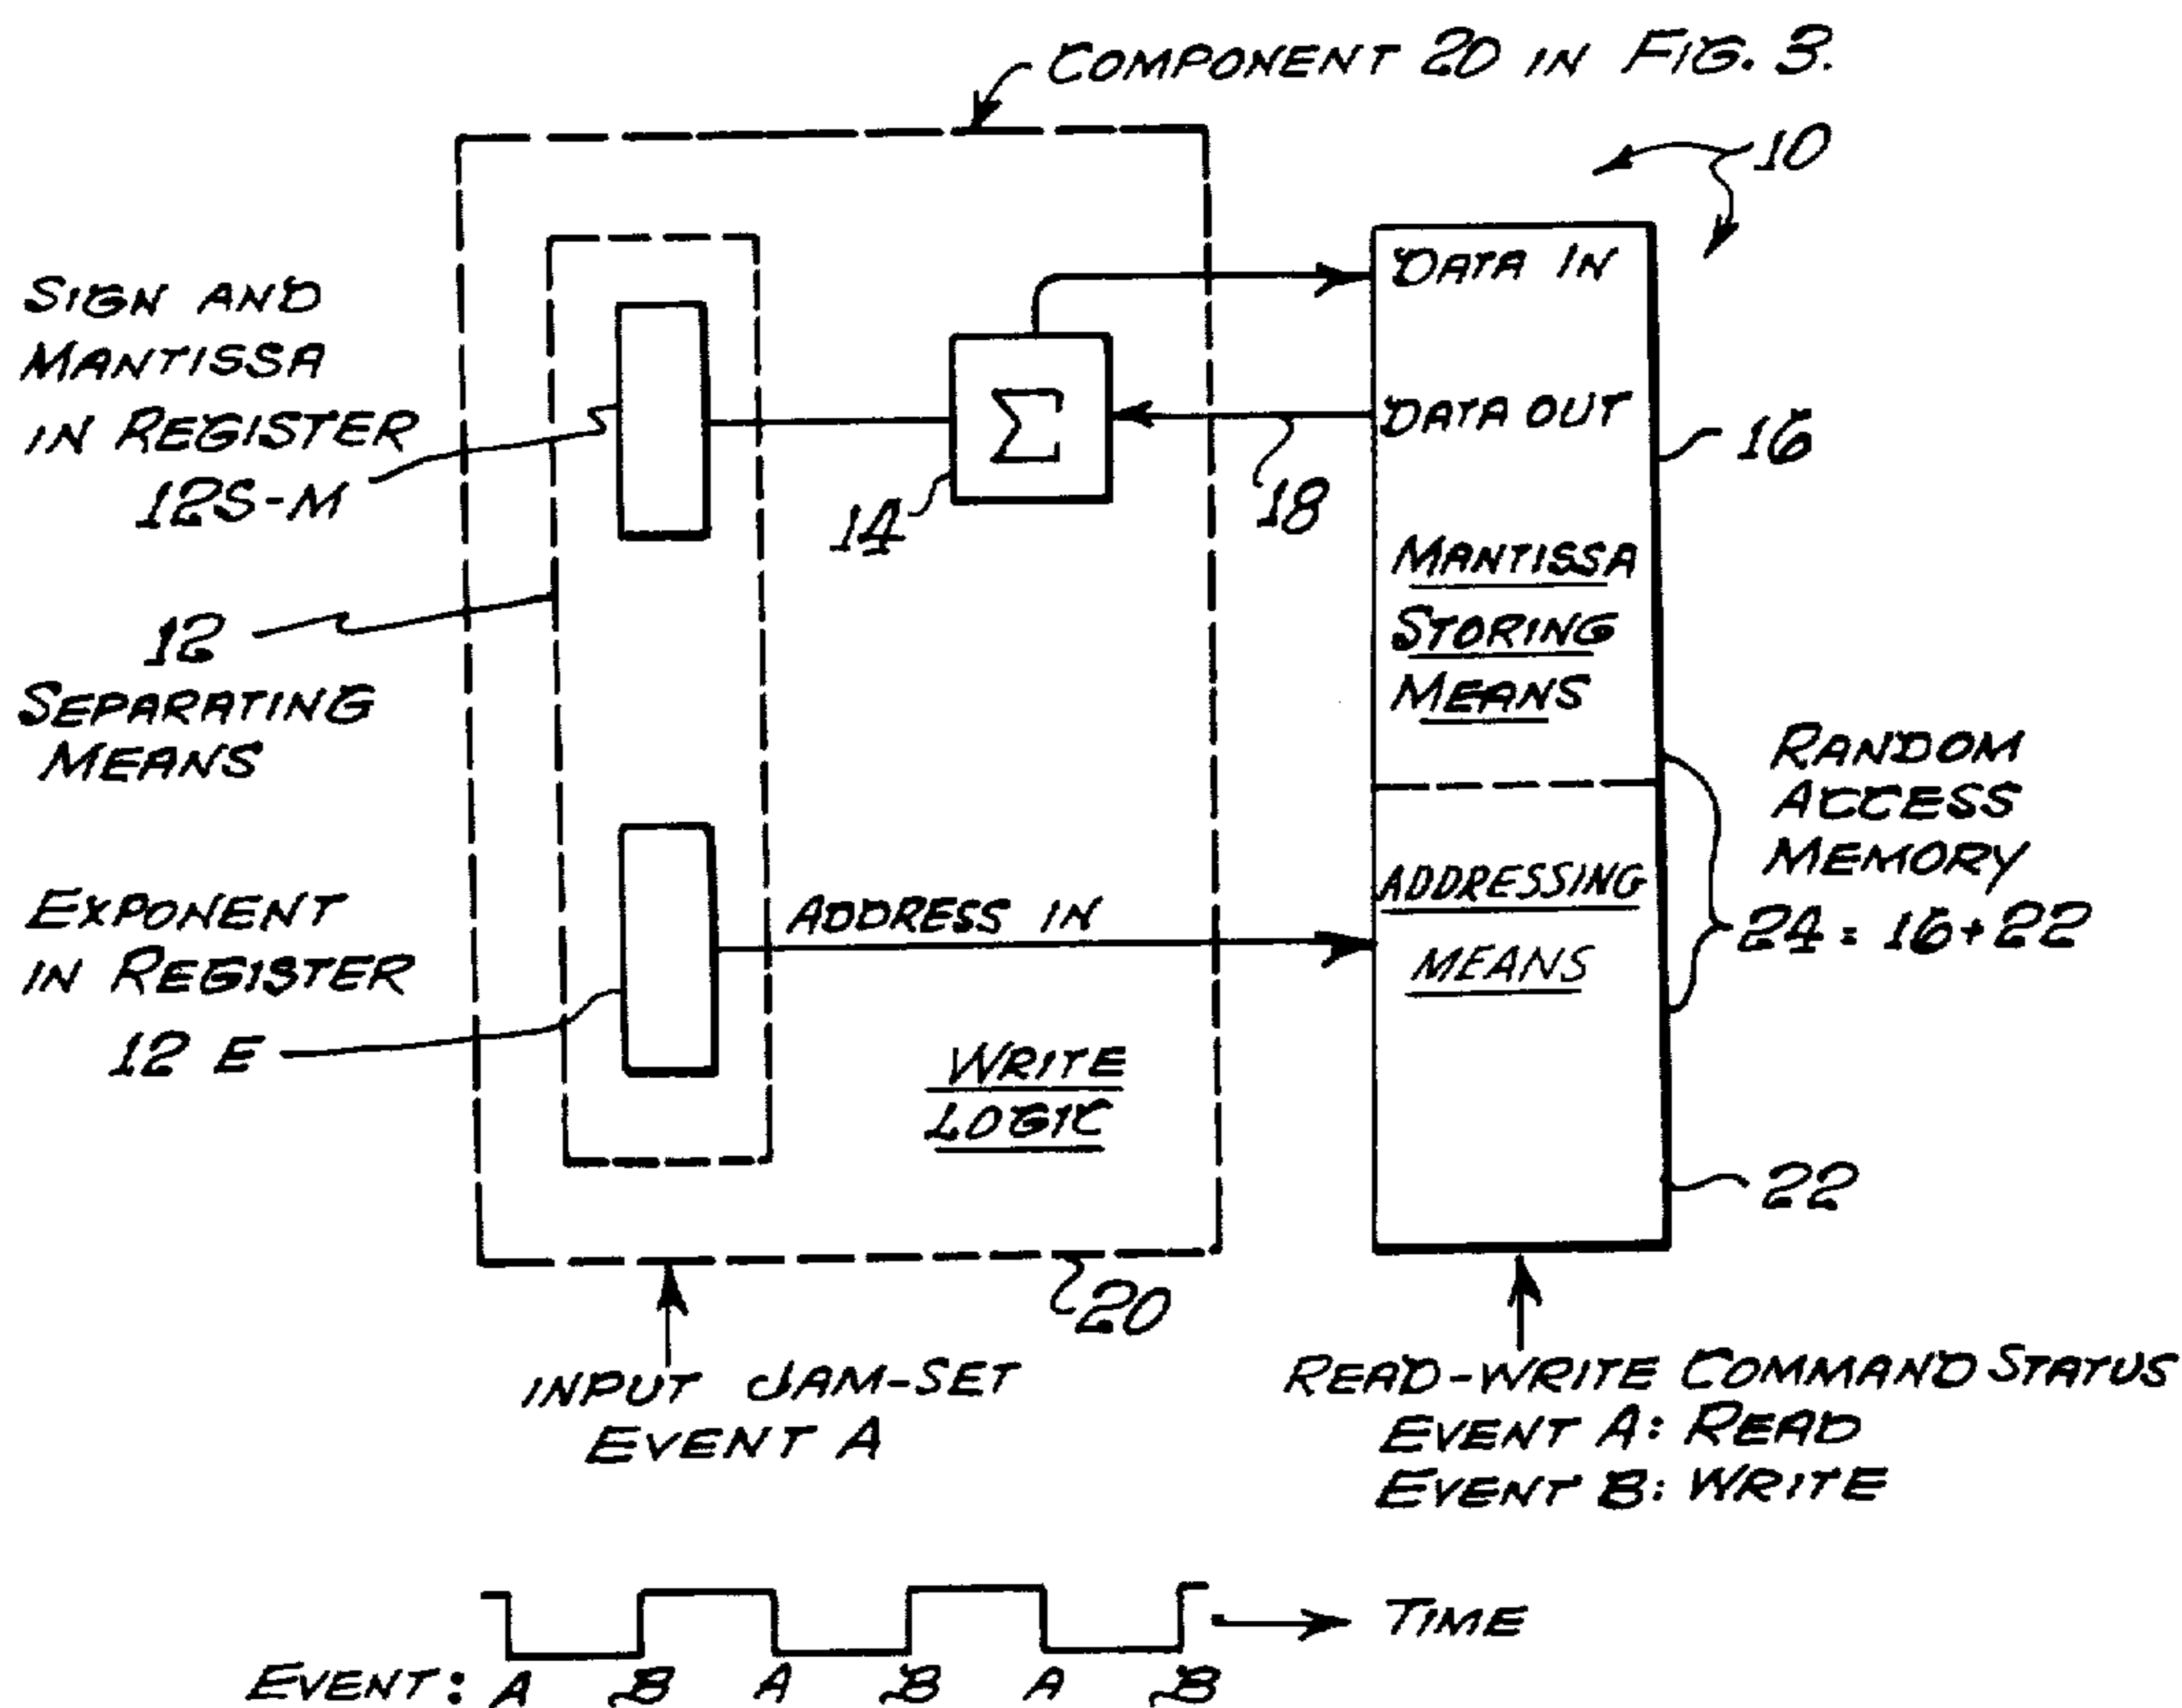 COMPONENT 20 IN FIG. 3.
10
SIGN AND
MANTISSA
IN REGISTER
12S-M
12
SEPARATING
MEANS
EXPONENT
IN REGISTER
12 E
Σ
14
18
DATA IN
DATA OUT
16
MANTISSA
STORING
MEANS
RANDOM
ACCESS
MEMORY
24 = 16+22
ADDRESS IN
ADDRESSING
MEANS
WRITE
LOGIC
22
20
INPUT JAM-SET
EVENT A
READ-WRITE COMMAND STATUS
EVENT A: READ
EVENT B: WRITE
TIME
EVENT: A B A B A B